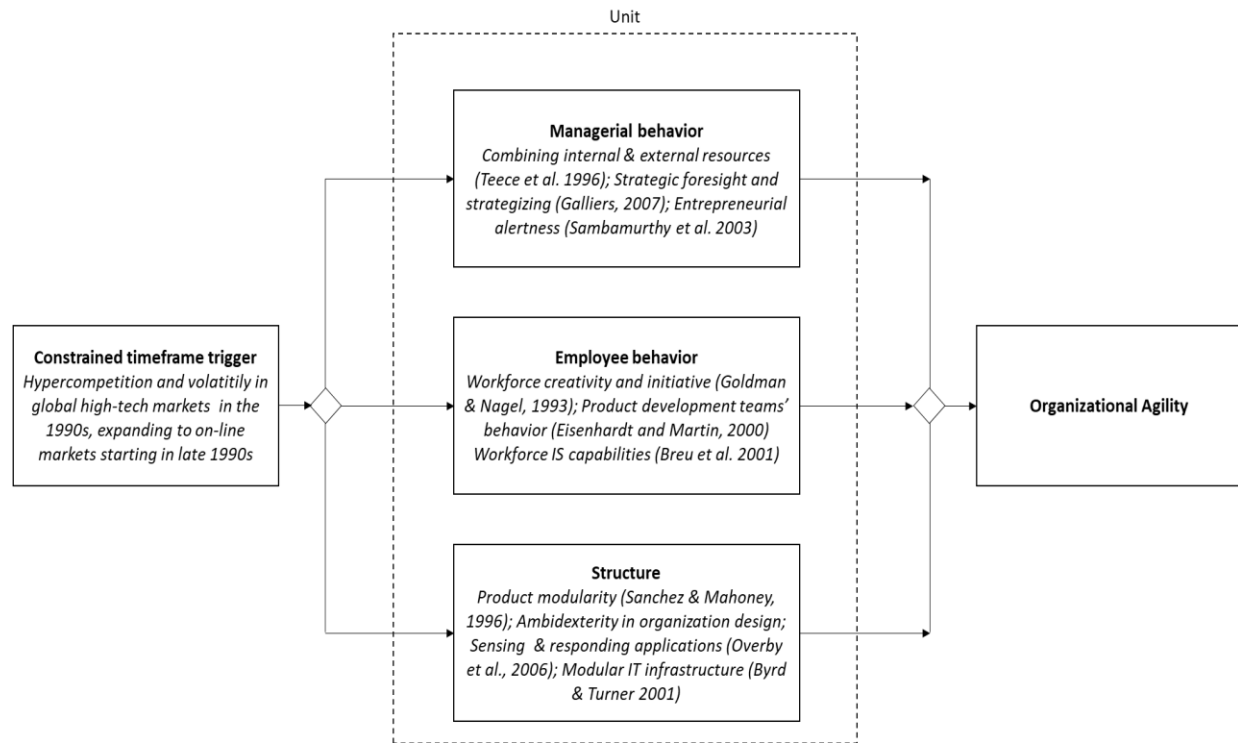 Unit
Managerial behavior
Combining internal & external resources
(Teece et al. 1996); Strategic foresight and
strategizing (Galliers, 2007); Entrepreneurial
alertness (Sambamurthy et al. 2003)
Constrained timeframe trigger
Hypercompetition and volatitily in
global high-tech markets in the
1990s, expanding to on-line
markets starting in late 1990s
Employee behavior
Workforce creativity and initiative (Goldman
& Nagel, 1993); Product development teams’
behavior (Eisenhardt and Martin, 2000)
Workforce IS capabilities (Breu et al. 2001)
Organizational Agility
Structure
Product modularity (Sanchez & Mahoney,
1996); Ambidexterity in organization design;
Sensing & responding applications (Overby
et al., 2006); Modular IT infrastructure (Byrd
& Turner 2001)